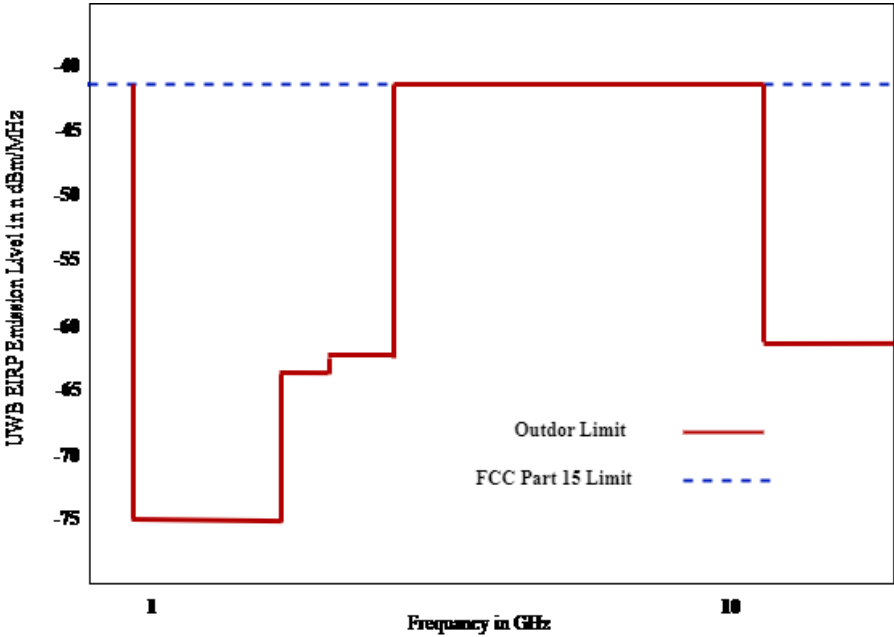 UWB EIRP Emission Livel in n dBm/MHz
-40
-45
-50
-55
-60
-65
-70
-75
Outdor Limit
FCC Part 15 Limit
1
10
Frequancy in GHz